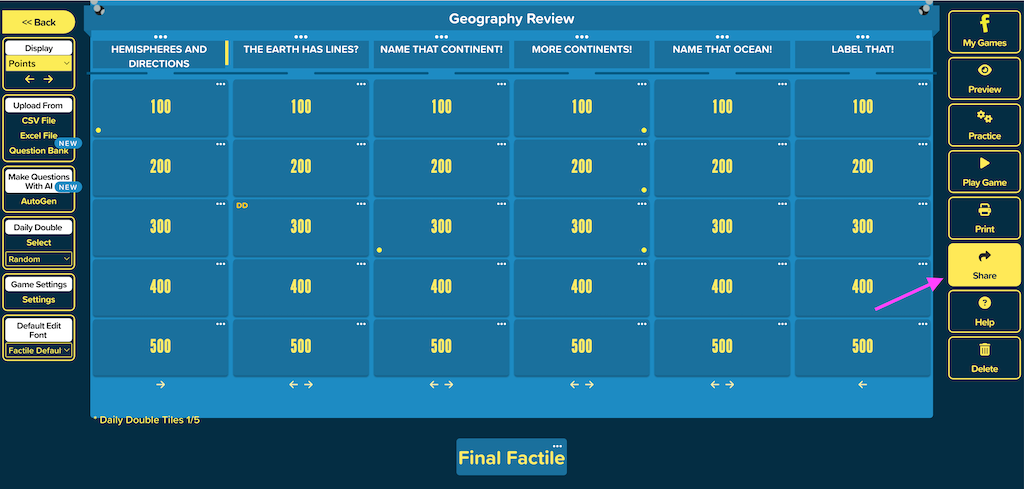 << Back
Display
Points
Upload From
CSV File
Excel File
NEW
Question Bank
Make Questions
With AI
NEW
AutoGen
Daily Double
Select
Random
Game Settings
Settings
Default Edit
Font
Factile Defaul
Geography Review
HEMISPHERES AND
DIRECTIONS
THE EARTH HAS LINES?
NAME THAT CONTINENT!
MORE CONTINENTS!
NAME THAT OCEAN!
LABEL THAT!
100 100 100 100 100 100
200 200 200 200 200 200
DD
300 300 300 300 300 300
400 400 400 400 400 400
500 500 500 500 500 500
* Daily Double Tiles 1/5
Final Factile
My Games
Preview
Practice
Play Game
Print
Share
Help
Delete